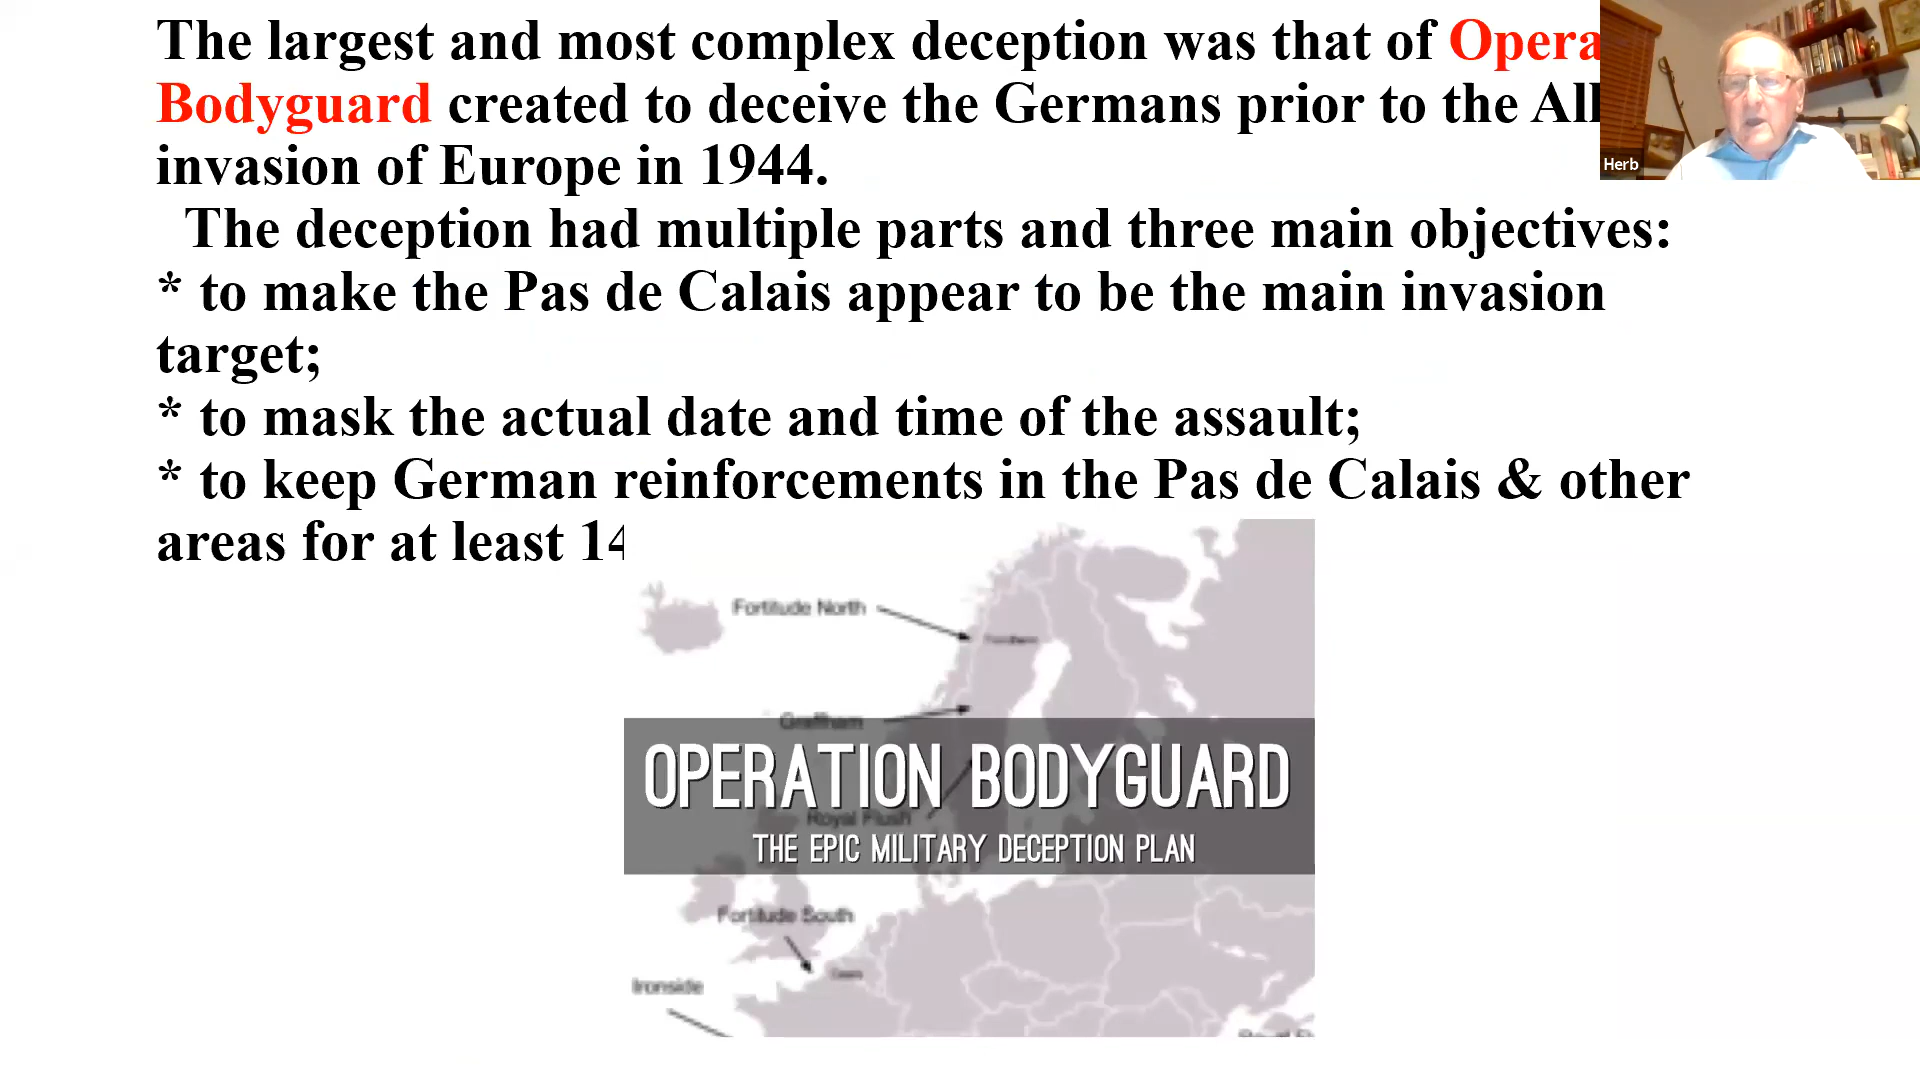 The largest and most complex deception was that of Opera
Bodyguard created to deceive the Germans prior to the All
invasion of Europe in 1944.
The deception had multiple parts and three main objectives:
* to make the Pas de Calais appear to be the main invasion
target;
* to mask the actual date and time of the assault;
* to keep German reinforcements in the Pas de Calais & other
areas for at least 14
Herb
Fortitude North
Graffham
OPERATION BODYGUARD
Royal Flush
THE EPIC MILITARY DECEPTION PLAN
Fortitude South
Ironside